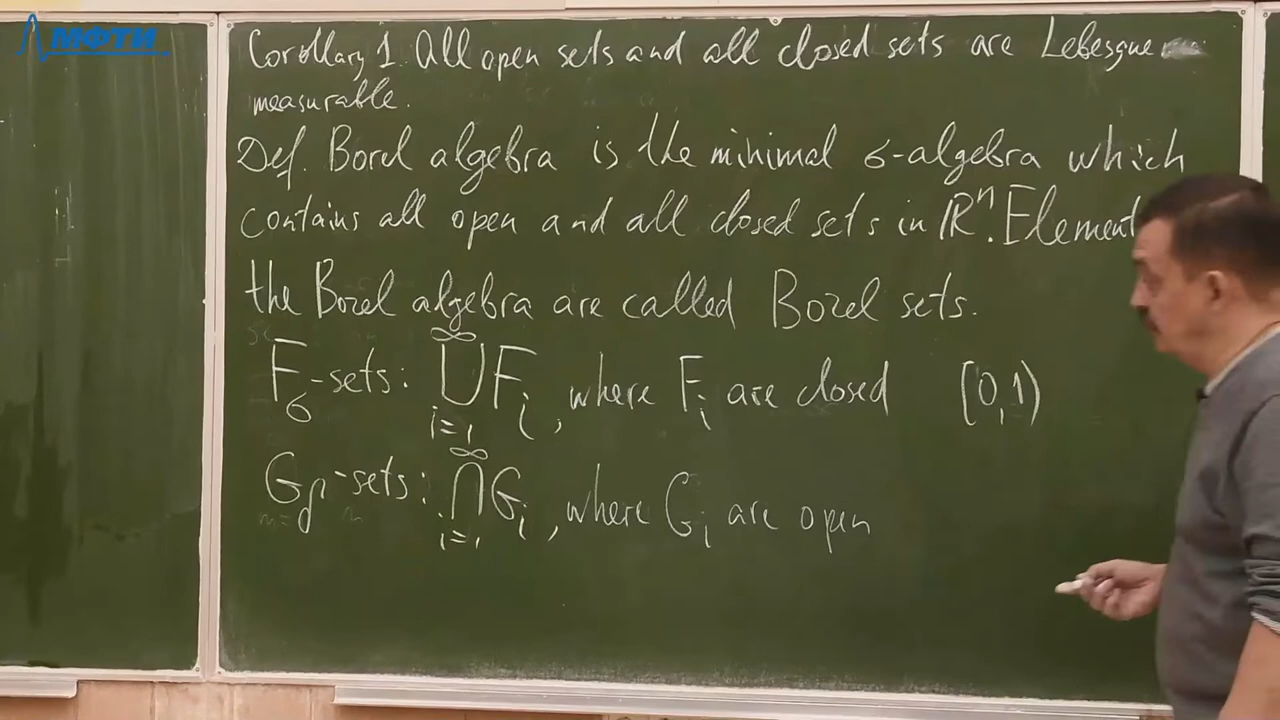 МФТИ
Corollary 1. All open sets and all closed sets are Lebesgue
measurable.
Def. Borel algebra is the minimal σ-algebra which
contains all open and all closed sets in ℝⁿ. Element
the Borel algebra are called Borel sets.
F_σ-sets: ⋃_{i=1}^∞ F_i, where F_i are closed [0,1)
G_δ-sets: ⋂_{i=1}^∞ G_i, where G_i are open